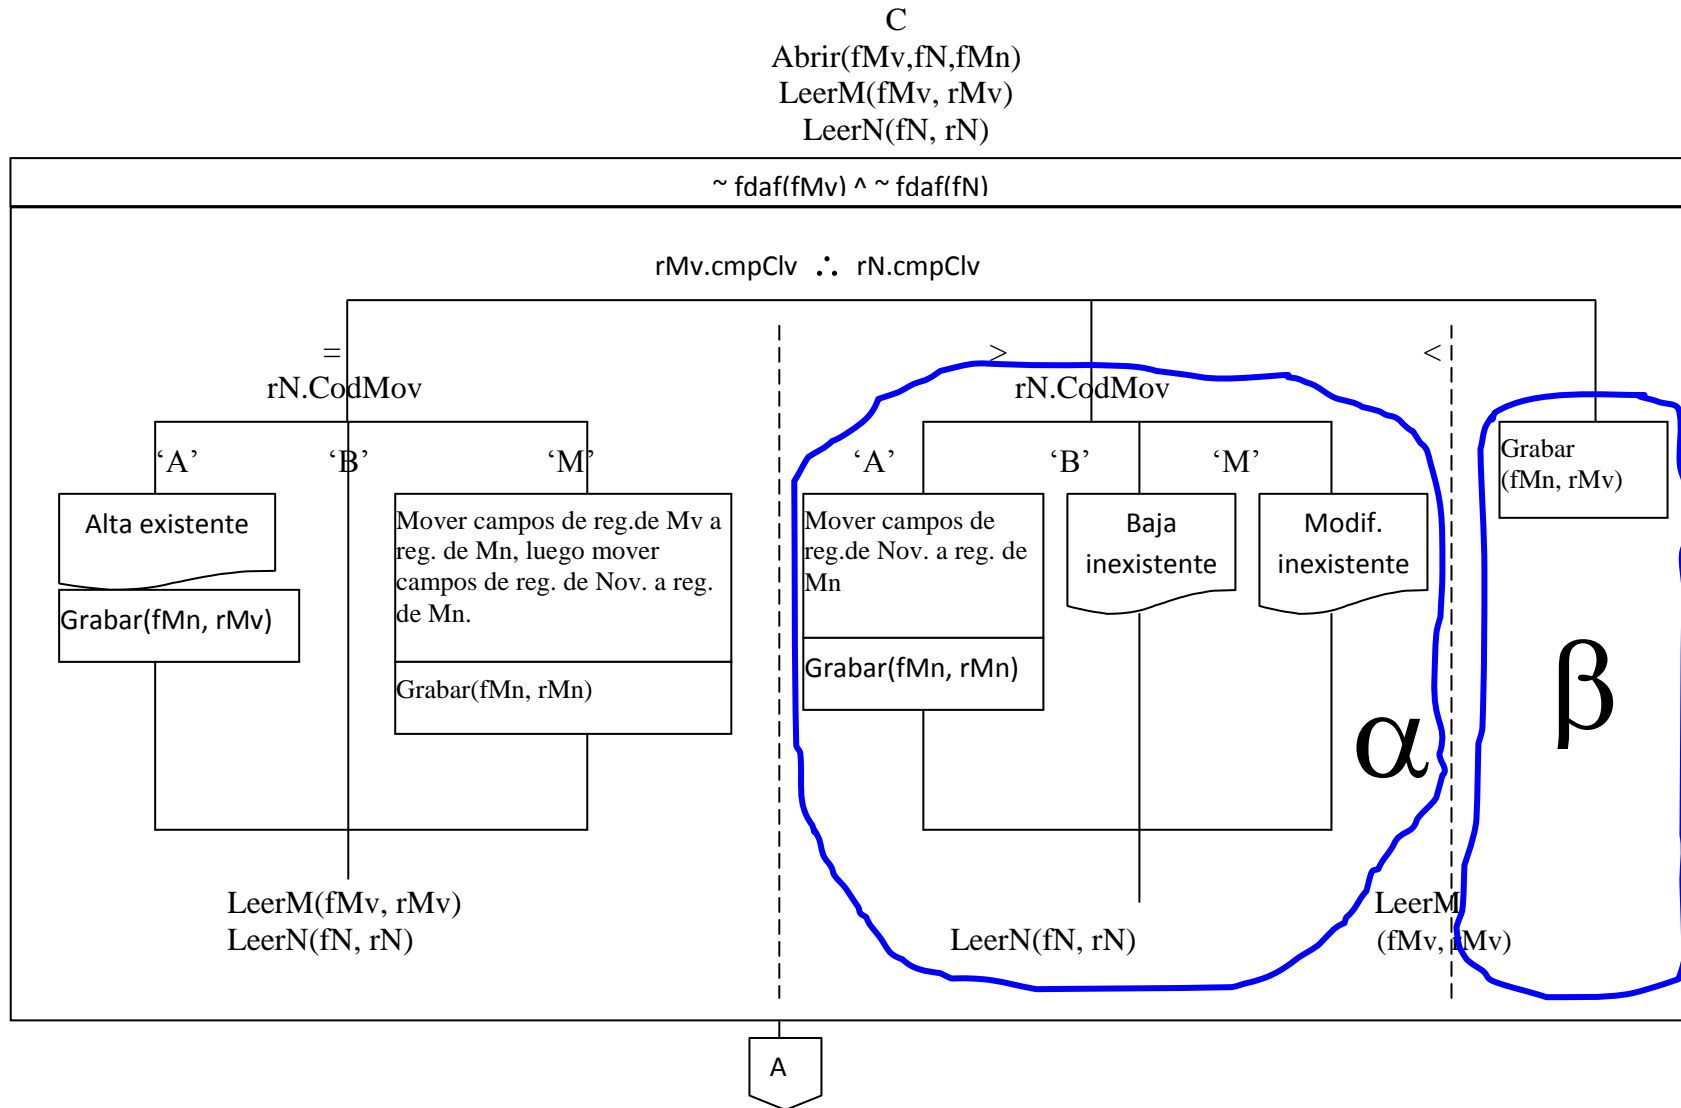 C
Abrir(fMv,fN,fMn)
LeerM(fMv, rMv)
LeerN(fN, rN)
~ fdaf(fMv) ^ ~ fdaf(fN)
rMv.cmpClv ∴ rN.cmpClv
=
rN.CodMov
‘A’ ‘B’ ‘M’
Alta existente
Grabar(fMn, rMv)
Mover campos de reg.de Mv a
reg. de Mn, luego mover
campos de reg. de Nov. a reg.
de Mn.
Grabar(fMn, rMn)
LeerM(fMv, rMv)
LeerN(fN, rN)
>
rN.CodMov
‘A’ ‘B’ ‘M’
Mover campos de
reg.de Nov. a reg. de
Mn
Grabar(fMn, rMn)
Baja
inexistente
Modif.
inexistente
α
LeerN(fN, rN)
<
Grabar
(fMn, rMv)
β
LeerM
(fMv, rMv)
A